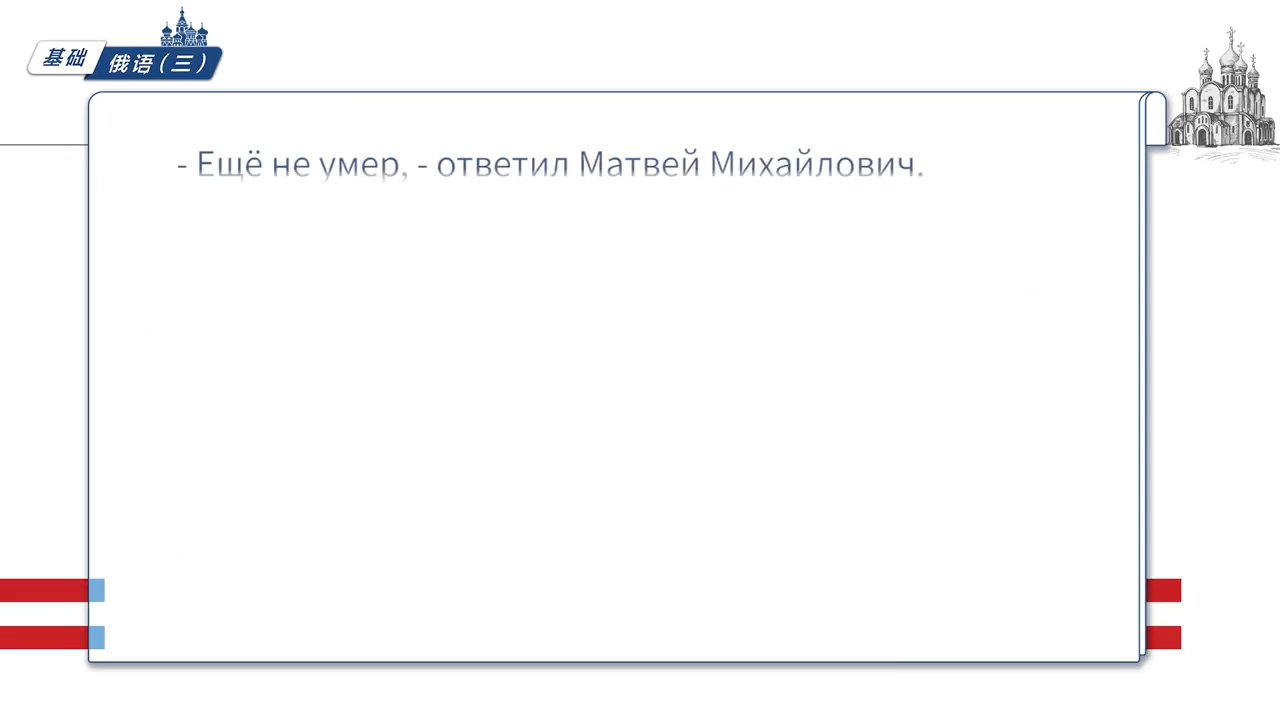 基础 俄语(三)
- Ещё не умер, - ответил Матвей Михайлович.